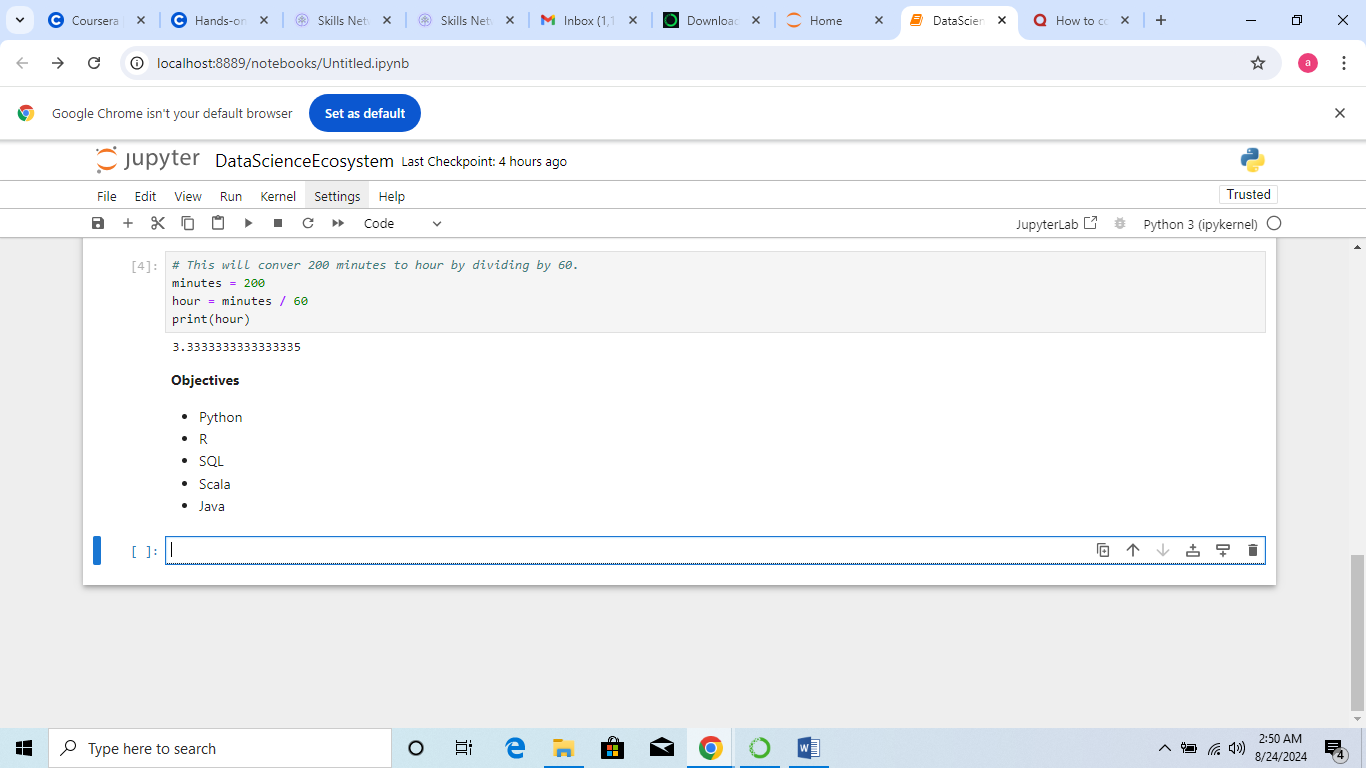 Coursera
Hands-on
Skills Net
Skills Net
Inbox (1,1
Download
Home
DataScien
How to co
localhost:8889/notebooks/Untitled.ipynb
a
Google Chrome isn't your default browser
Set as default
jupyter DataScienceEcosystem Last Checkpoint: 4 hours ago
File Edit View Run Kernel Settings Help
Trusted
Code
JupyterLab
Python 3 (ipykernel)
[4]: # This will conver 200 minutes to hour by dividing by 60.
minutes = 200
hour = minutes / 60
print(hour)
3.3333333333333335
Objectives
• Python
• R
• SQL
• Scala
• Java
[ ]:
Type here to search
2:50 AM
8/24/2024
4